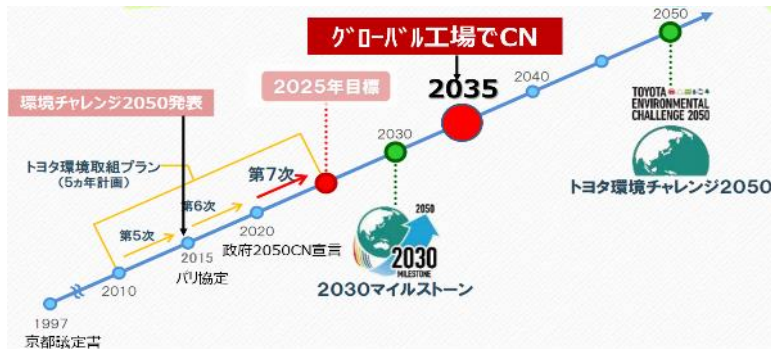 グローバル工場でCN
2050
環境チャレンジ2050発表
2025年目標
2035
2040
TOYOTA
ENVIRONMENTAL
CHALLENGE 2050
2030
トヨタ環境取組プラン
(5ヵ年計画)
第7次
第6次
第5次
トヨタ環境チャレンジ2050
2020
政府2050CN宣言
2015
パリ協定
2010
2050
2030
MILESTONE
2030マイルストーン
1997
京都議定書